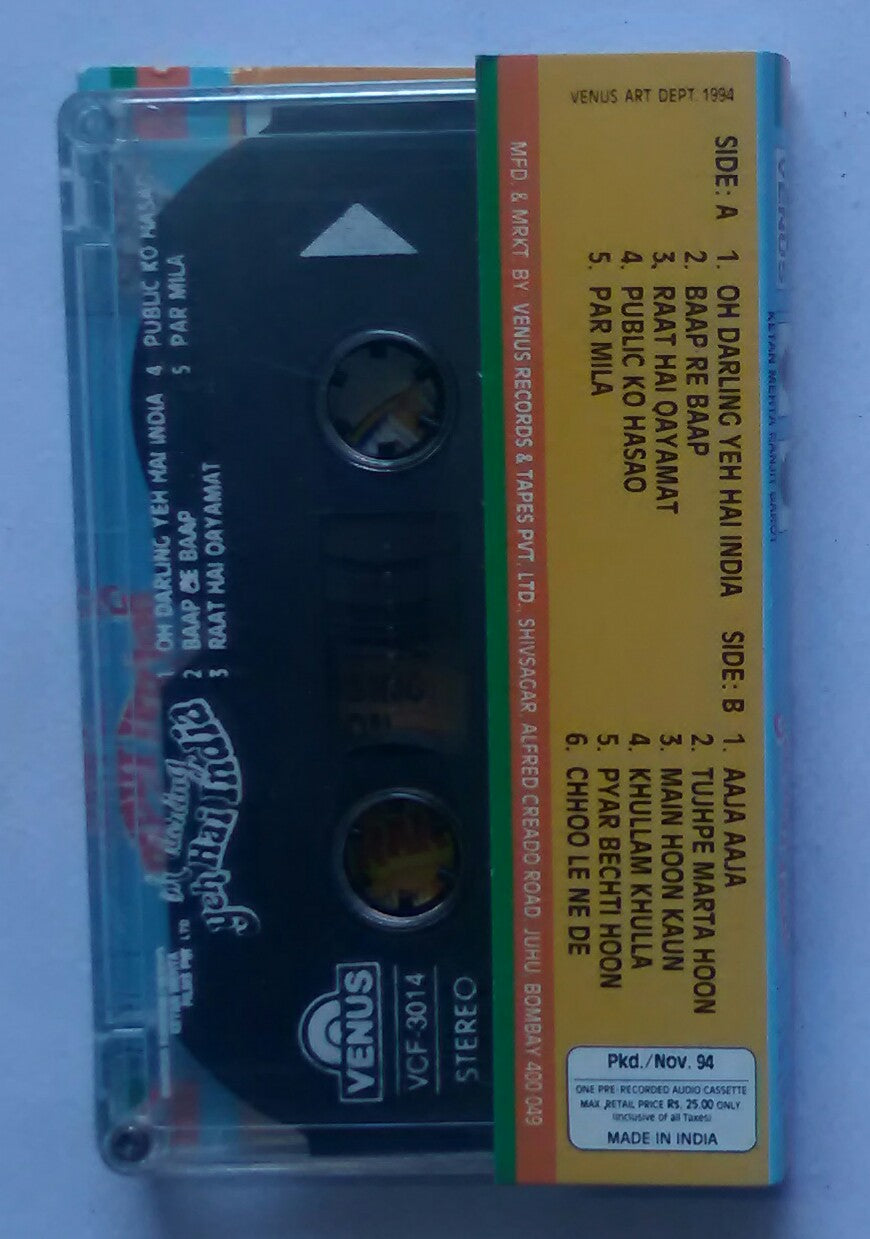 VENUS ART DEPT. 1994
SIDE: A
1. OH DARLING YEH HAI INDIA
2. BAAP RE BAAP
3. RAAT HAI QAYAMAT
4. PUBLIC KO HASAO
5. PAR MILA
SIDE: B
1. AAJA AAJA
2. TUJHPE MARTA HOON
3. MAIN HOON KAUN
4. KHULLAM KHULLA
5. PYAR BECHTI HOON
6. CHHOO LE NE DE
Pkd./Nov. 94
ONE PRE-RECORDED AUDIO CASSETTE
MAX RETAIL PRICE RS. 25.00 ONLY
(Inclusive of all Taxes)
MADE IN INDIA
MFD. & MRKT BY VENUS RECORDS & TAPES PVT. LTD., SHIVSAGAR, ALFRED CREADO ROAD, JUHU BOMBAY 400 049
VENUS
KETAN MEHTA RANJIT BAROT
STEREO
VCF-3014
VENUS
Oh darling
yeh Hai India
1 OH DARLING YEH HAI INDIA
2 BAAP RE BAAP
3 RAAT HAI QAYAMAT
4 PUBLIC KO HASA
5 PAR MILA